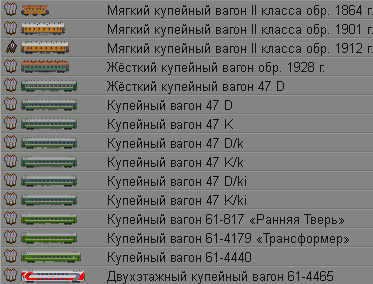 Мягкий купейный вагон II класса обр. 1864 г.
Мягкий купейный вагон II класса обр. 1901 г.
Мягкий купейный вагон II класса обр. 1912 г.
Жёсткий купейный вагон обр. 1928 г.
Жёсткий купейный вагон 47 D
Купейный вагон 47 D
Купейный вагон 47 K
Купейный вагон 47 D/k
Купейный вагон 47 K/k
Купейный вагон 47 D/ki
Купейный вагон 47 K/ki
Купейный вагон 61-817 «Ранняя Тверь»
Купейный вагон 61-4179 «Трансформер»
Купейный вагон 61-4440
Двухэтажный купейный вагон 61-4465